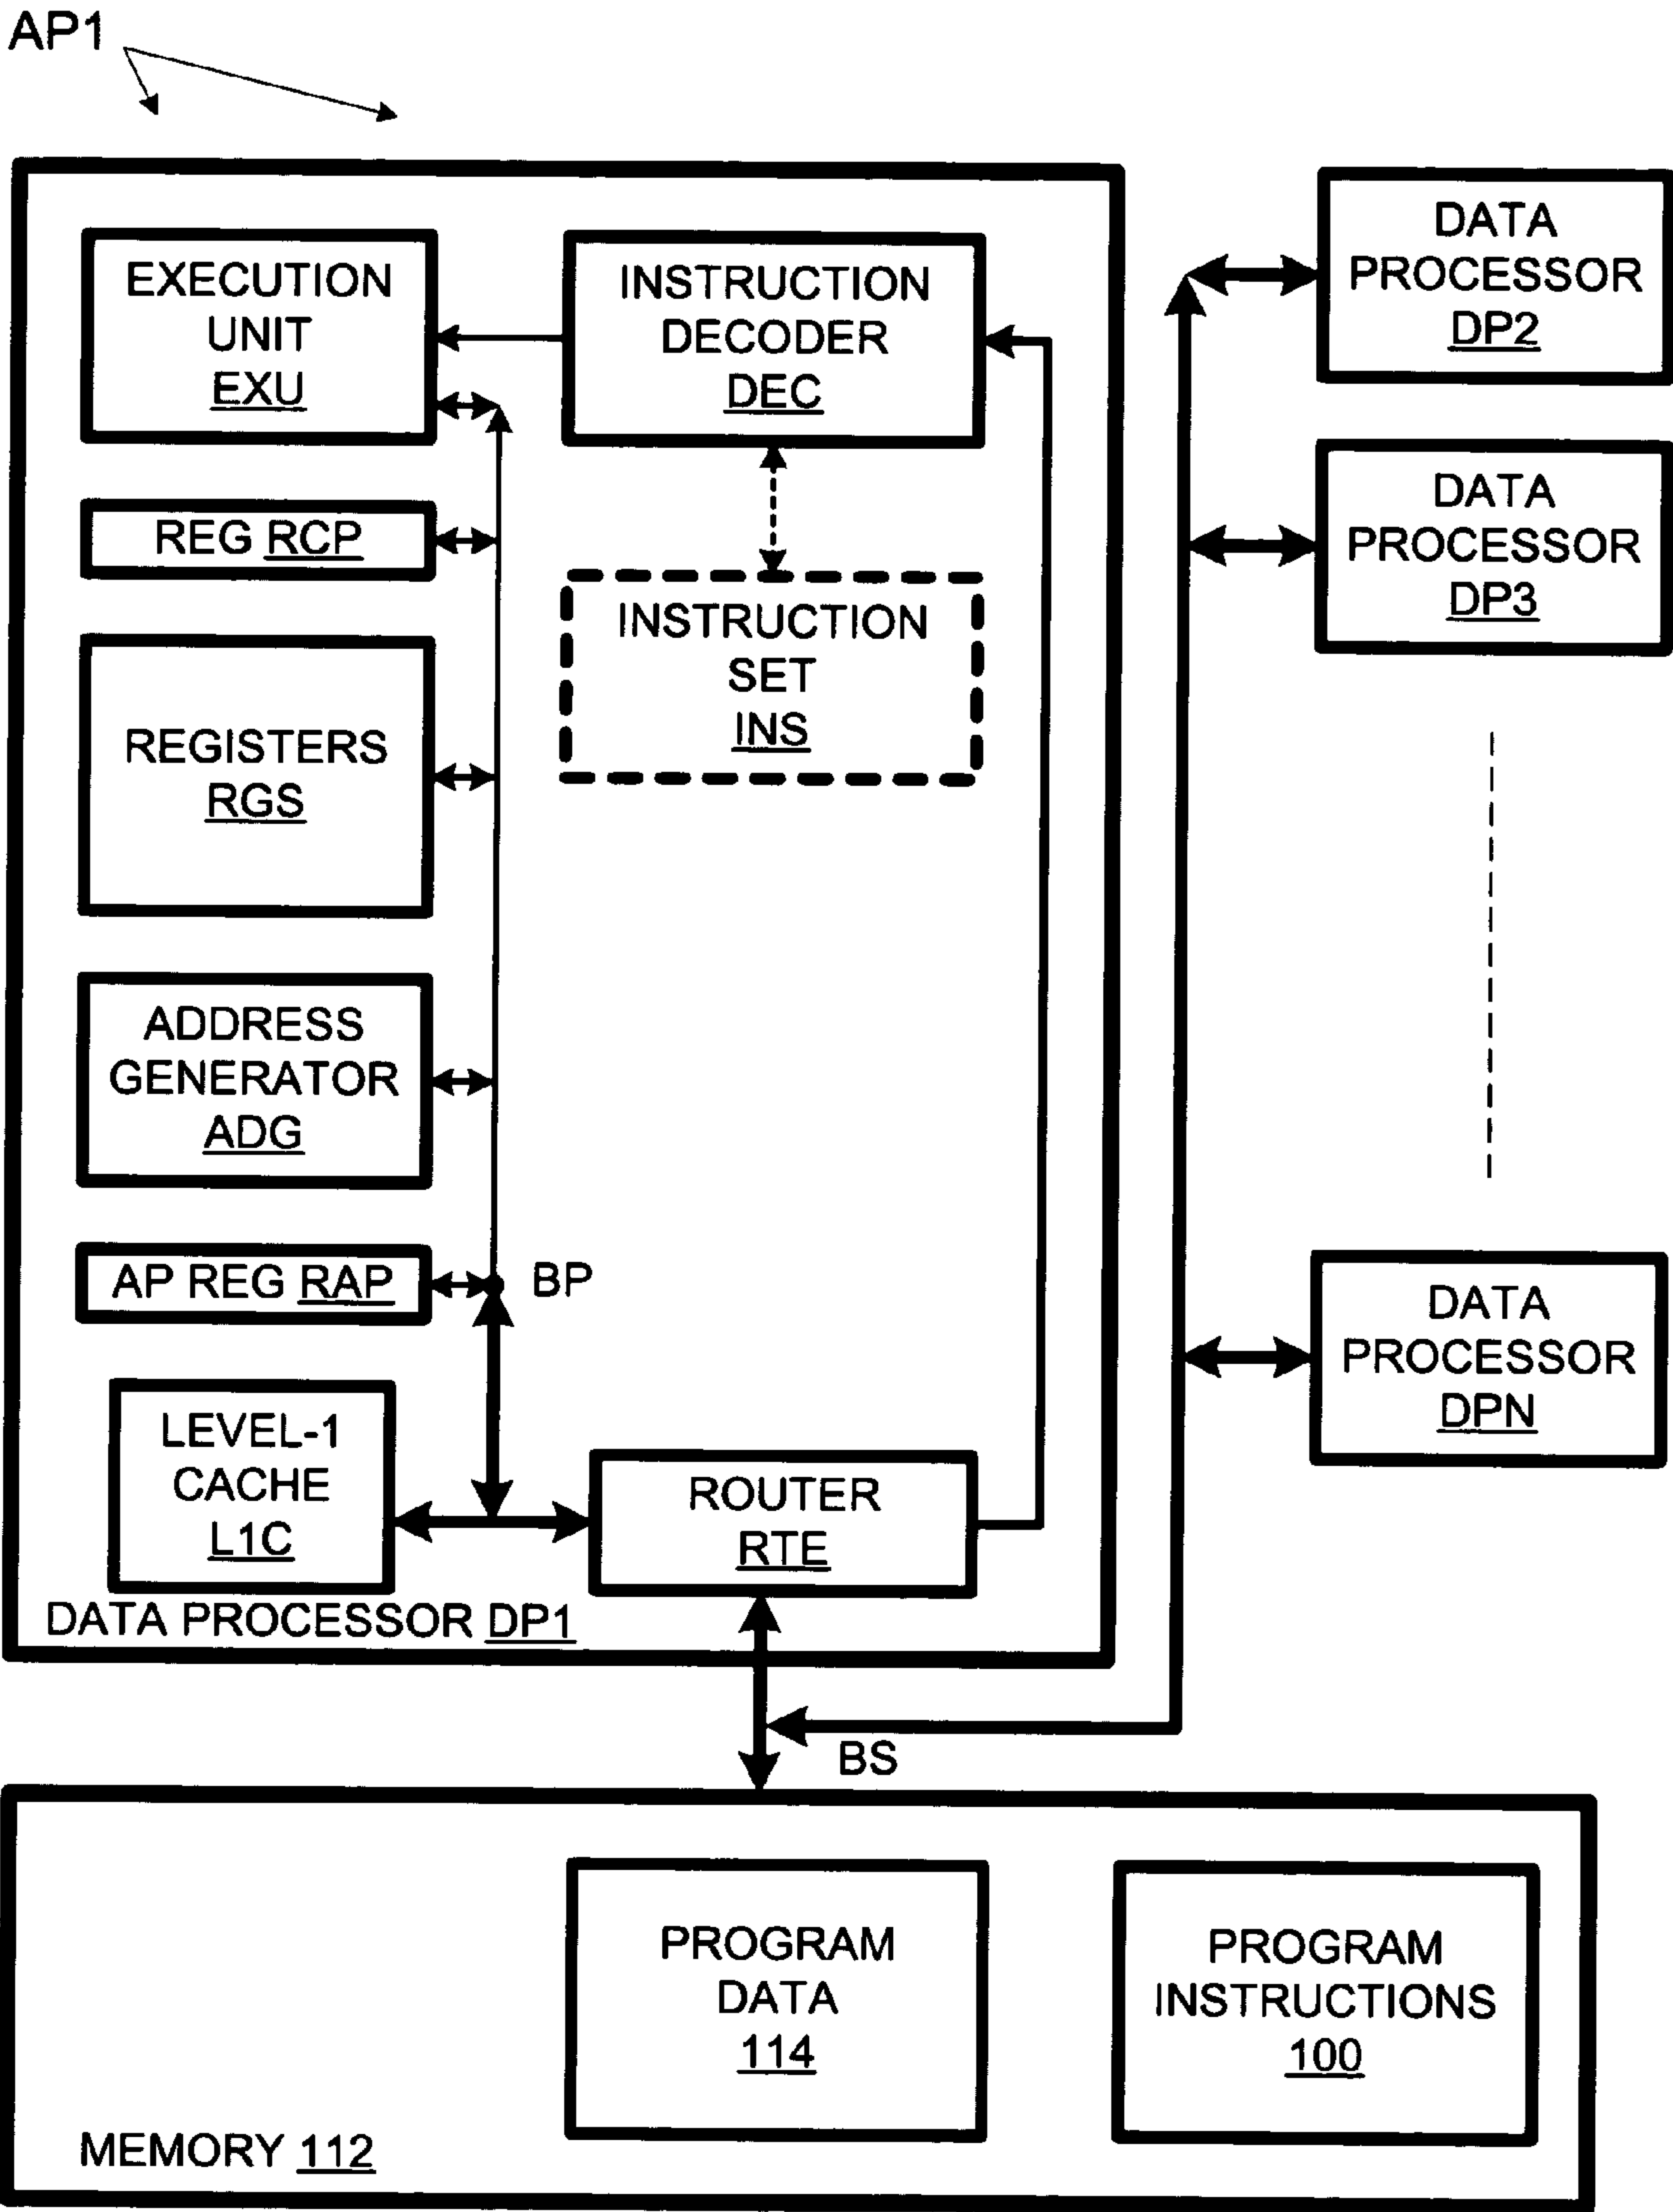 AP1
EXECUTION
UNIT
EXU
INSTRUCTION
DECODER
DEC
REG RCP
INSTRUCTION
SET
INS
REGISTERS
RGS
ADDRESS
GENERATOR
ADG
AP REG RAP
BP
LEVEL-1
CACHE
L1C
ROUTER
RTE
DATA PROCESSOR DP1
DATA
PROCESSOR
DP2
DATA
PROCESSOR
DP3
DATA
PROCESSOR
DPN
BS
PROGRAM
DATA
114
PROGRAM
INSTRUCTIONS
100
MEMORY 112